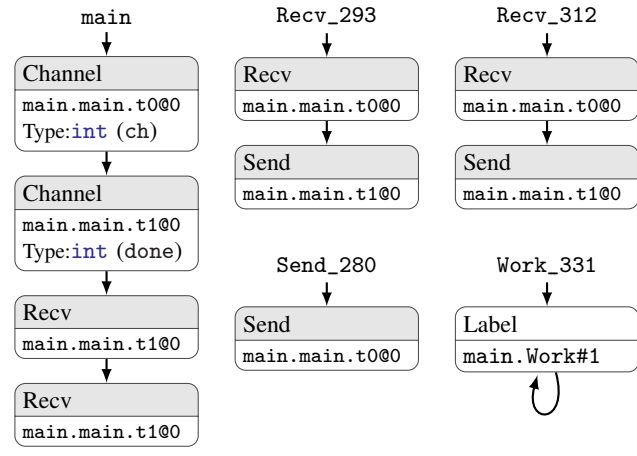 main
Channel
main.main.t0@0
Type:int (ch)
Channel
main.main.t1@0
Type:int (done)
Recv
main.main.t1@0
Recv
main.main.t1@0
Recv_293
Recv
main.main.t0@0
Send
main.main.t1@0
Recv_312
Recv
main.main.t0@0
Send
main.main.t1@0
Send_280
Send
main.main.t0@0
Work_331
Label
main.Work#1